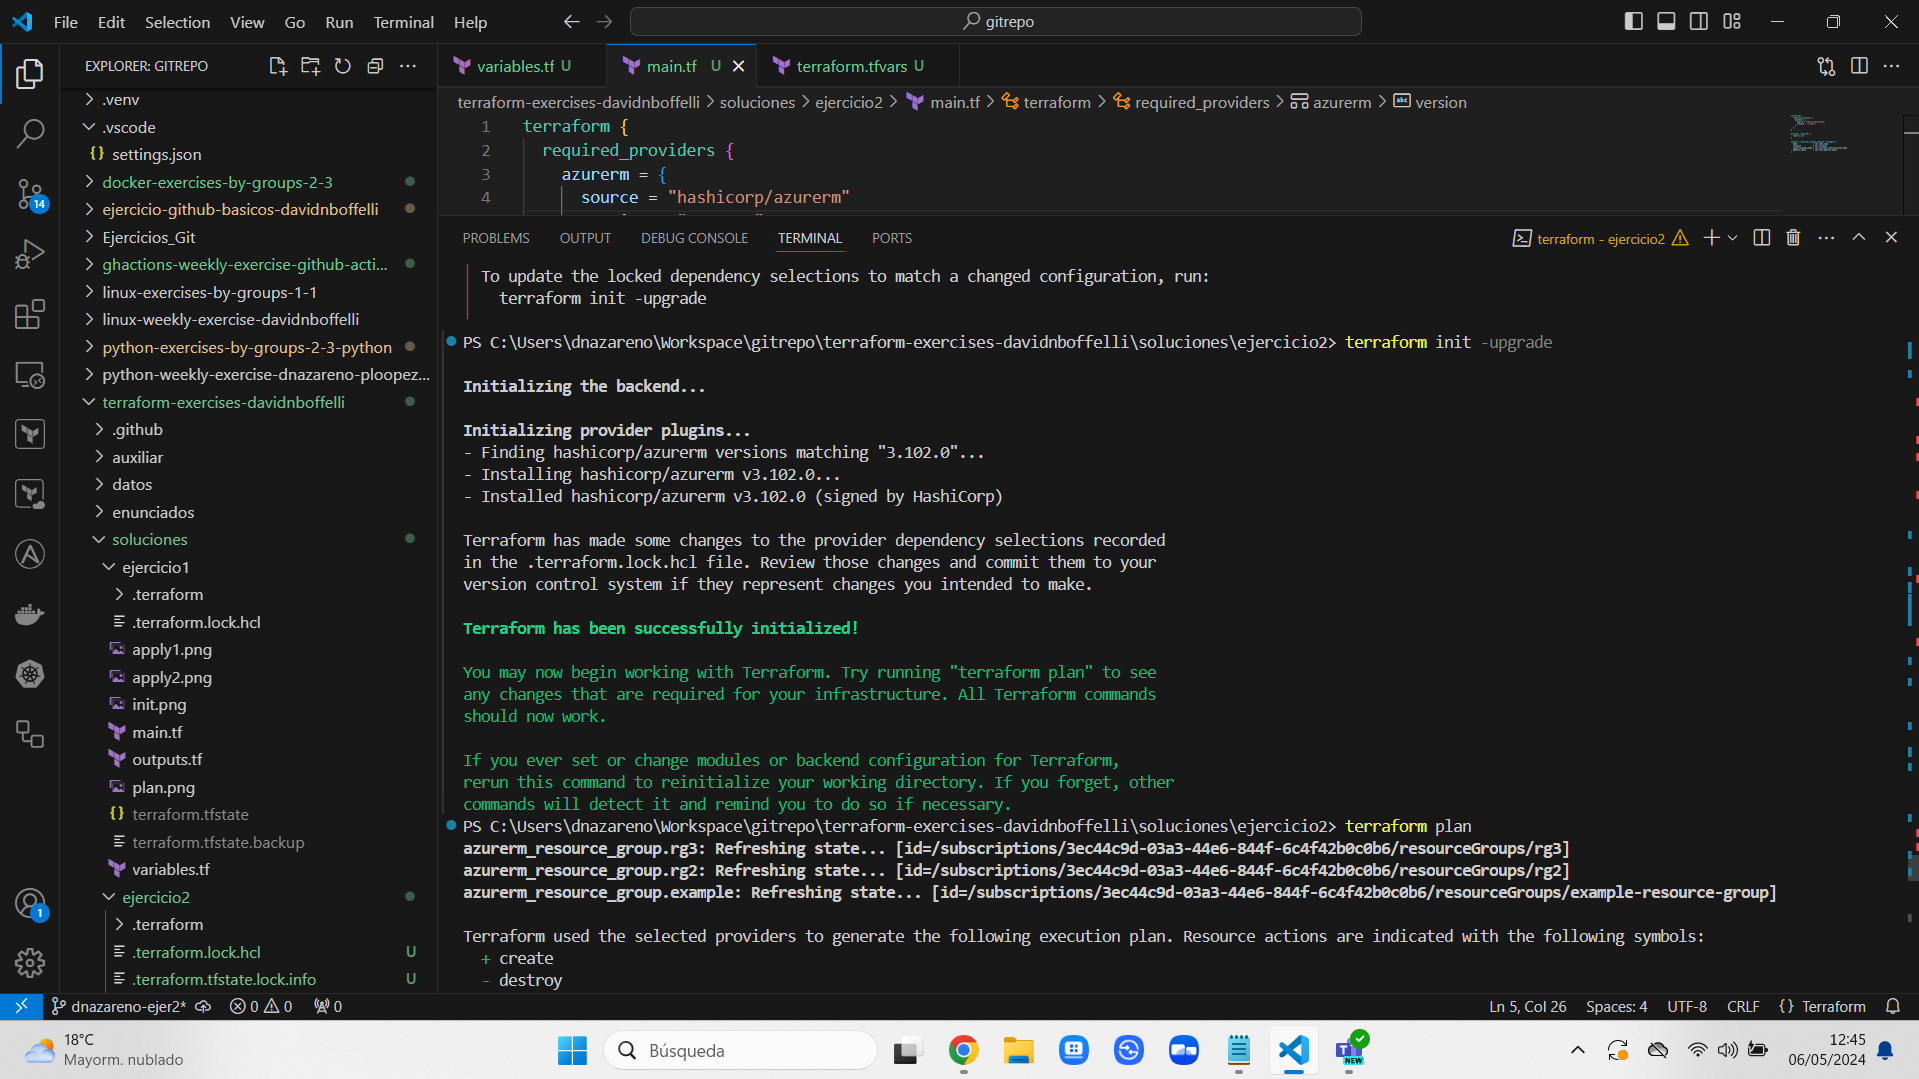 File Edit Selection View Go Run Terminal Help
gitrepo
EXPLORER: GITREPO
.venv
.vscode
settings.json
docker-exercises-by-groups-2-3
ejercicio-github-basicos-davidnboffelli
Ejercicios_Git
ghactions-weekly-exercise-github-acti...
linux-exercises-by-groups-1-1
linux-weekly-exercise-davidnboffelli
python-exercises-by-groups-2-3-python
python-weekly-exercise-dnazareno-ploopez...
terraform-exercises-davidnboffelli
.github
auxiliar
datos
enunciados
soluciones
ejercicio1
.terraform
.terraform.lock.hcl
apply1.png
apply2.png
init.png
main.tf
outputs.tf
plan.png
terraform.tfstate
terraform.tfstate.backup
variables.tf
ejercicio2
.terraform
.terraform.lock.hcl U
.terraform.tfstate.lock.info U
14
1
variables.tf U main.tf U terraform.tfvars U
terraform-exercises-davidnboffelli > soluciones > ejercicio2 > main.tf > terraform > required_providers > azurerm > version
1 terraform {
2 required_providers {
3 azurerm = {
4 source = "hashicorp/azurerm"
PROBLEMS OUTPUT DEBUG CONSOLE TERMINAL PORTS
terraform - ejercicio2
To update the locked dependency selections to match a changed configuration, run:
terraform init -upgrade
PS C:\Users\dnazareno\Workspace\gitrepo\terraform-exercises-davidnboffelli\soluciones\ejercicio2> terraform init -upgrade
Initializing the backend...
Initializing provider plugins...
- Finding hashicorp/azurerm versions matching "3.102.0"...
- Installing hashicorp/azurerm v3.102.0...
- Installed hashicorp/azurerm v3.102.0 (signed by HashiCorp)
Terraform has made some changes to the provider dependency selections recorded
in the .terraform.lock.hcl file. Review those changes and commit them to your
version control system if they represent changes you intended to make.
Terraform has been successfully initialized!
You may now begin working with Terraform. Try running "terraform plan" to see
any changes that are required for your infrastructure. All Terraform commands
should now work.
If you ever set or change modules or backend configuration for Terraform,
rerun this command to reinitialize your working directory. If you forget, other
commands will detect it and remind you to do so if necessary.
PS C:\Users\dnazareno\Workspace\gitrepo\terraform-exercises-davidnboffelli\soluciones\ejercicio2> terraform plan
azurerm_resource_group.rg3: Refreshing state... [id=/subscriptions/3ec44c9d-03a3-44e6-844f-6c4f42b0c0b6/resourceGroups/rg3]
azurerm_resource_group.rg2: Refreshing state... [id=/subscriptions/3ec44c9d-03a3-44e6-844f-6c4f42b0c0b6/resourceGroups/rg2]
azurerm_resource_group.example: Refreshing state... [id=/subscriptions/3ec44c9d-03a3-44e6-844f-6c4f42b0c0b6/resourceGroups/example-resource-group]
Terraform used the selected providers to generate the following execution plan. Resource actions are indicated with the following symbols:
+ create
- destroy
dnazareno-ejer2* 0 0 0
Ln 5, Col 26 Spaces: 4 UTF-8 CRLF {} Terraform
18°C
Mayorm. nublado
Búsqueda
NEW
12:45
06/05/2024